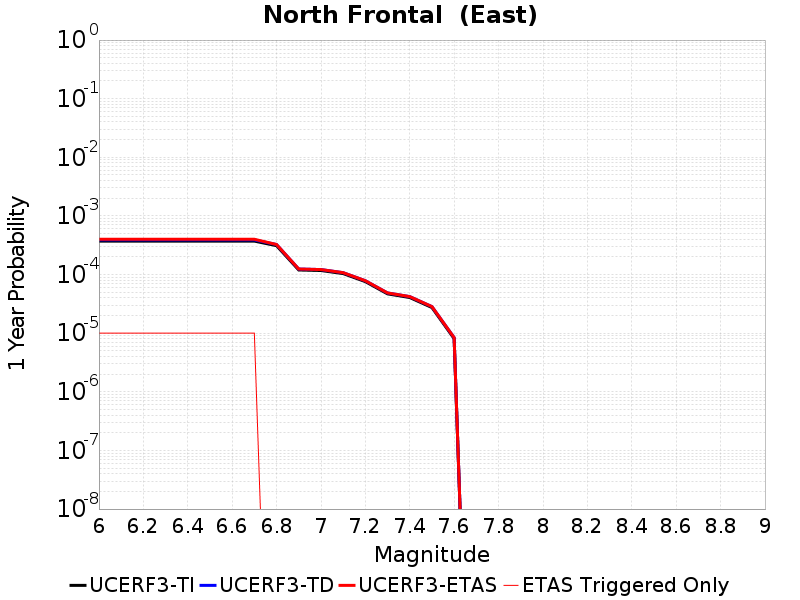 North Frontal  (East)
10^0
10^-1
10^-2
10^-3
10^-4
10^-5
10^-6
10^-7
10^-8
1 Year Probability
6 6.2 6.4 6.6 6.8 7 7.2 7.4 7.6 7.8 8 8.2 8.4 8.6 8.8 9
Magnitude
UCERF3-TI UCERF3-TD UCERF3-ETAS ETAS Triggered Only